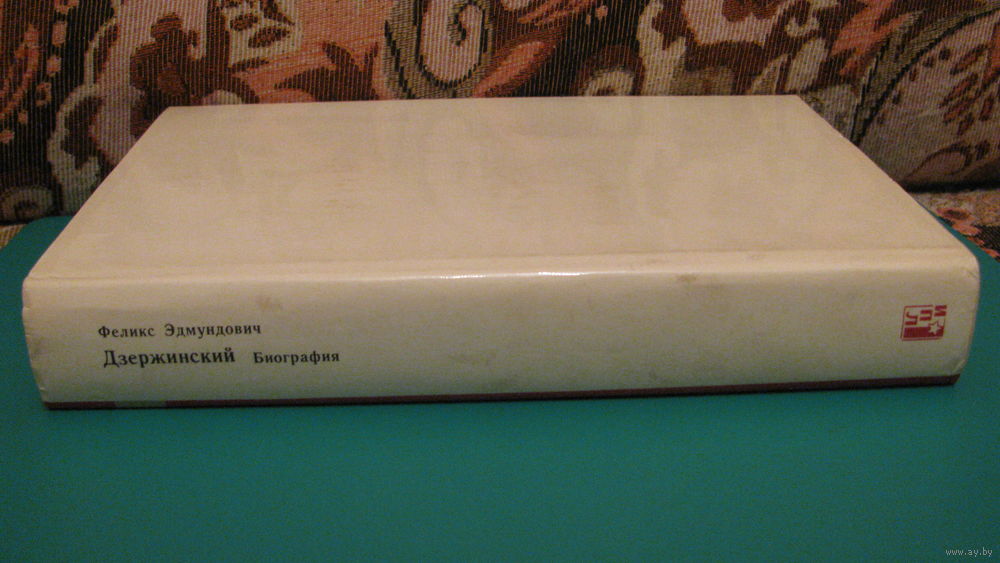 Феликс Эдмундович
Дзержинский Биография
www.ay.by